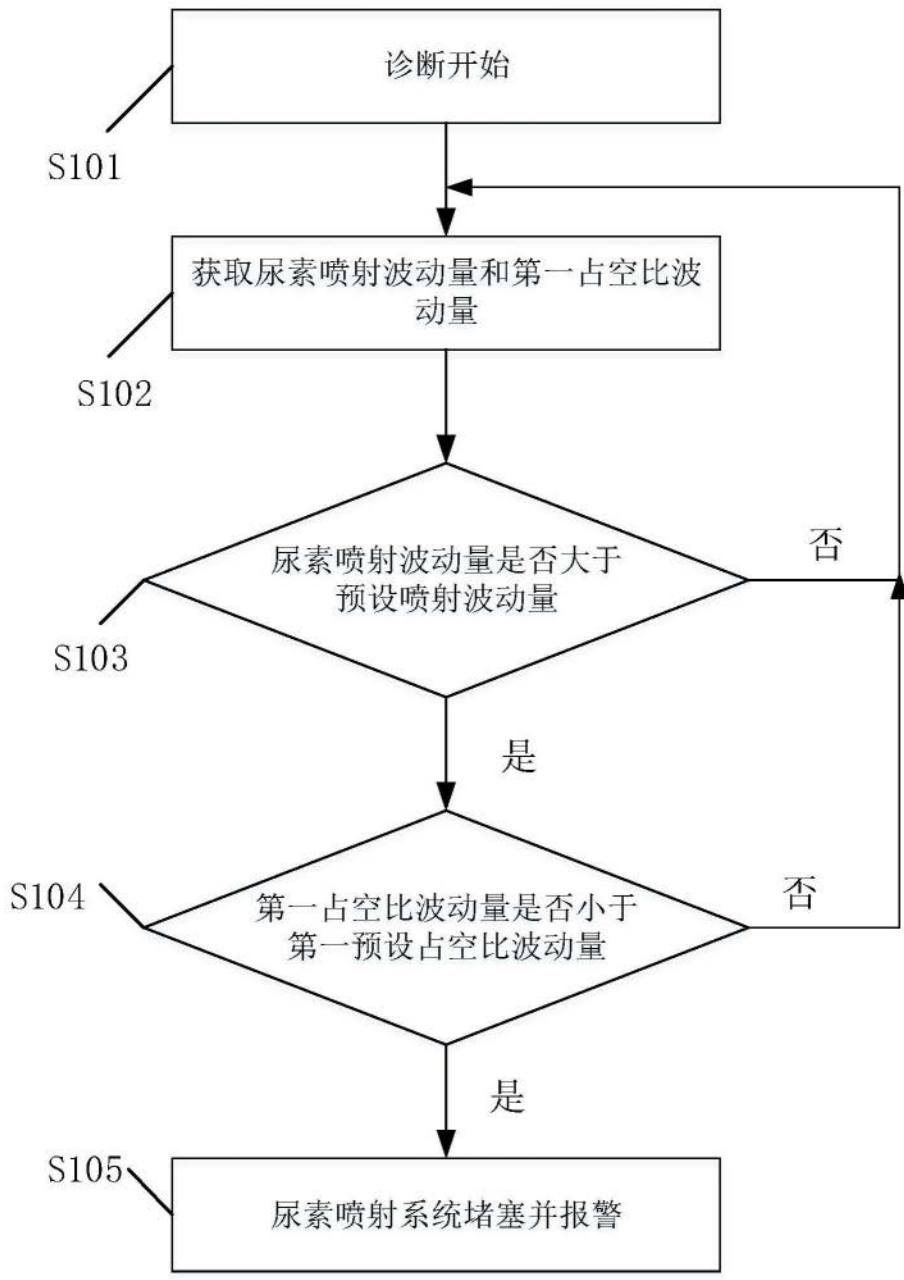 诊断开始
S101
获取尿素喷射波动量和第一占空比波
动量
S102
尿素喷射波动量是否大于
预设喷射波动量
否
S103
是
第一占空比波动量是否小于
第一预设占空比波动量
否
S104
是
S105
尿素喷射系统堵塞并报警